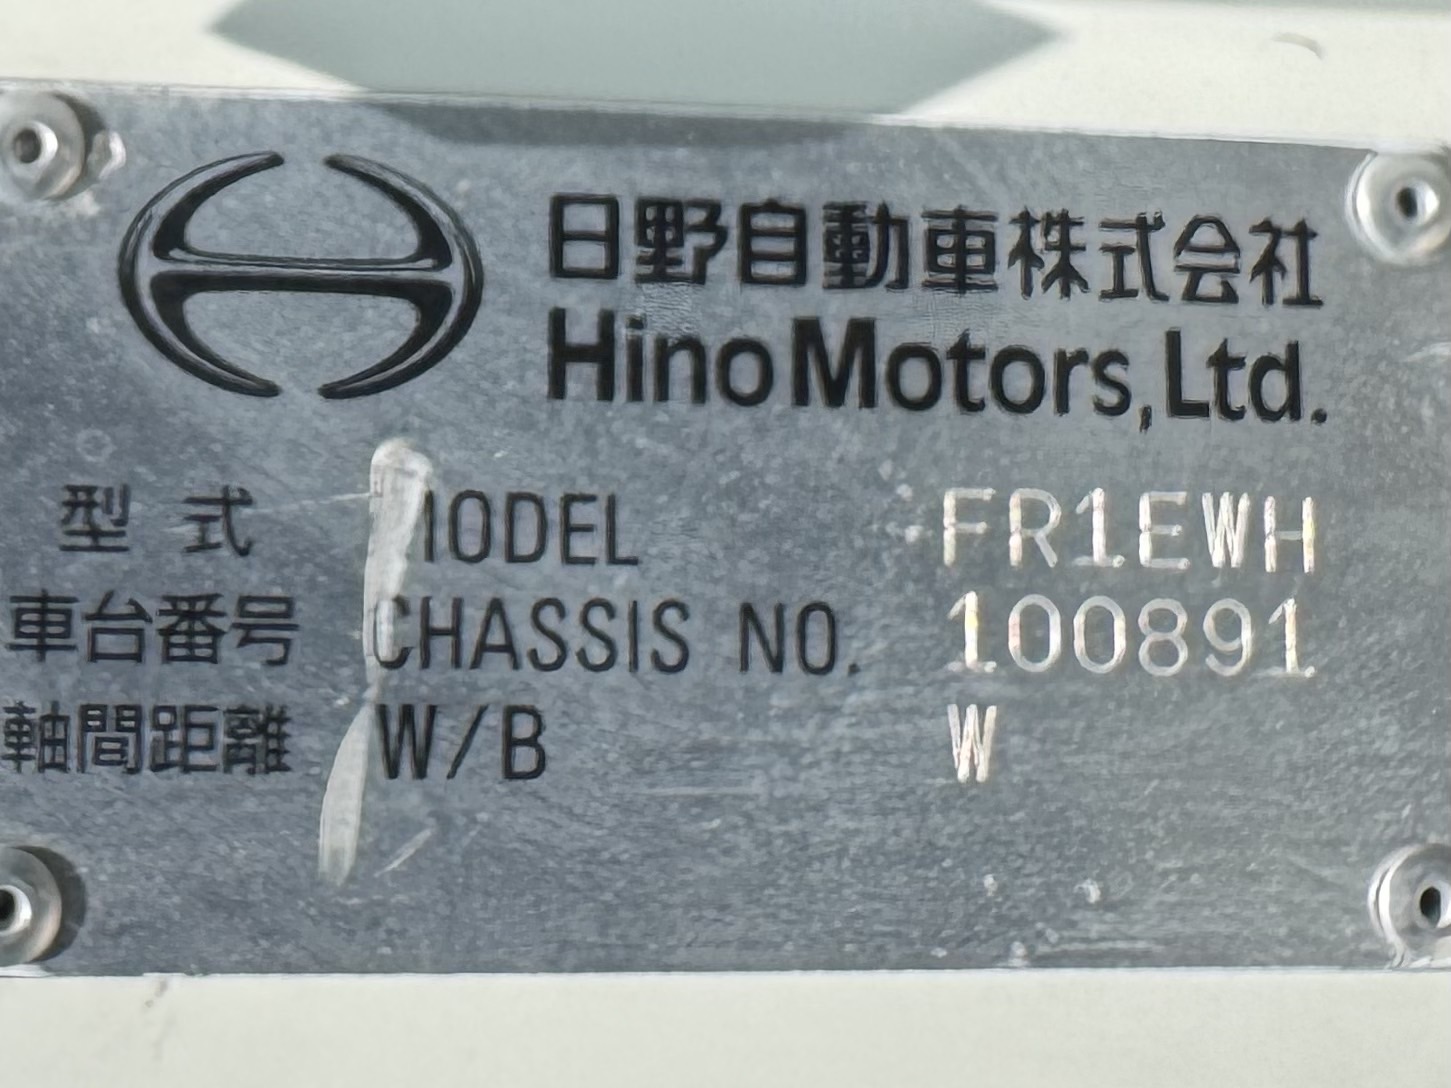 日野自動車株式会社
Hino Motors, Ltd.
型式 MODEL FR1EWH
車台番号 CHASSIS NO. 100891
軸間距離 W/B W